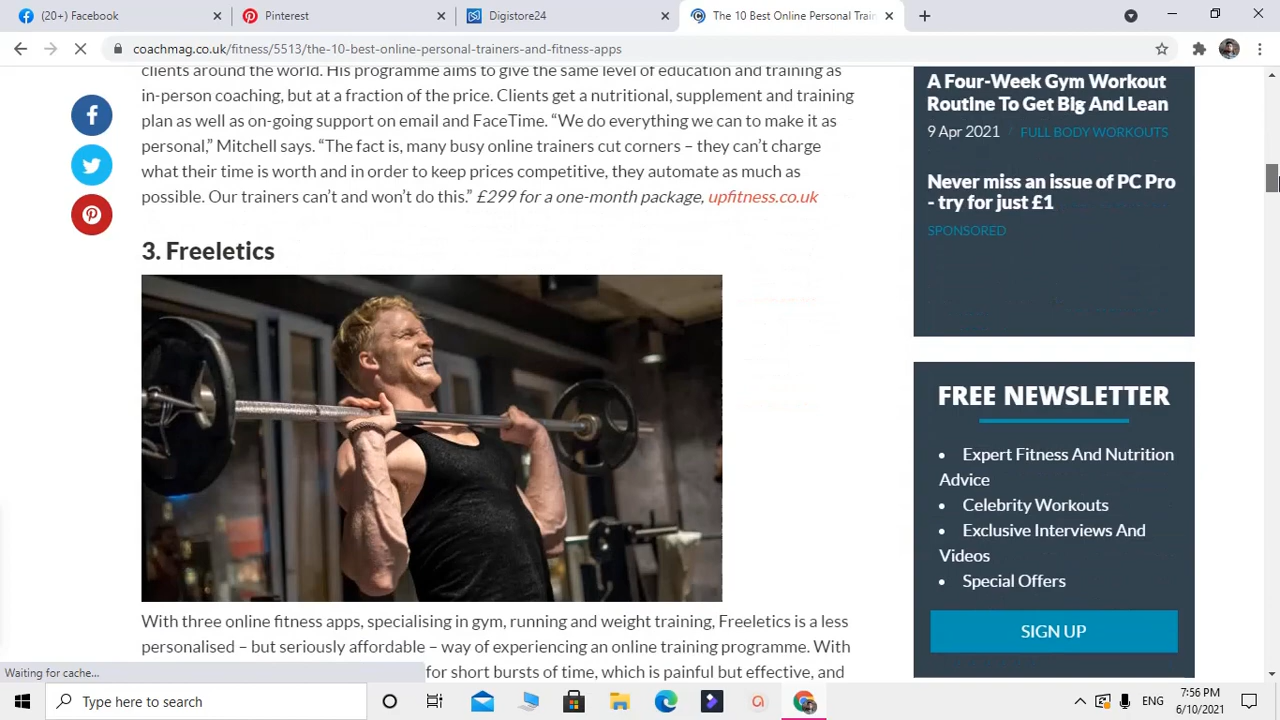 (20+) Facebook
Pinterest
Digistore24
The 10 Best Online Personal Train
coachmag.co.uk/fitness/5513/the-10-best-online-personal-trainers-and-fitness-apps
clients around the world. His programme aims to give the same level of education and training as
in-person coaching, but at a fraction of the price. Clients get a nutritional, supplement and training
plan as well as on-going support on email and FaceTime. “We do everything we can to make it as
personal,” Mitchell says. “The fact is, many busy online trainers cut corners – they can’t charge
what their time is worth and in order to keep prices competitive, they automate as much as
possible. Our trainers can’t and won’t do this.” £299 for a one-month package, upfitness.co.uk
3. Freeletics
With three online fitness apps, specialising in gym, running and weight training, Freeletics is a less
personalised – but seriously affordable – way of experiencing an online training programme. With
for short bursts of time, which is painful but effective, and
A Four-Week Gym Workout
Routine To Get Big And Lean
9 Apr 2021 / FULL BODY WORKOUTS
Never miss an issue of PC Pro
- try for just £1
SPONSORED
FREE NEWSLETTER
• Expert Fitness And Nutrition
Advice
• Celebrity Workouts
• Exclusive Interviews And
Videos
• Special Offers
SIGN UP
Waiting for cache...
Type here to search
ENG
7:56 PM
6/10/2021